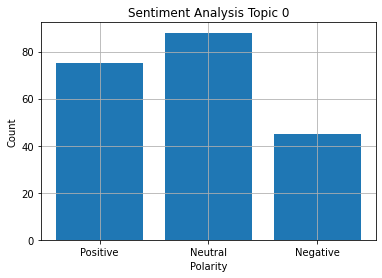 Sentiment Analysis Topic 0
80
60
40
20
0
Count
Positive Neutral Negative
Polarity